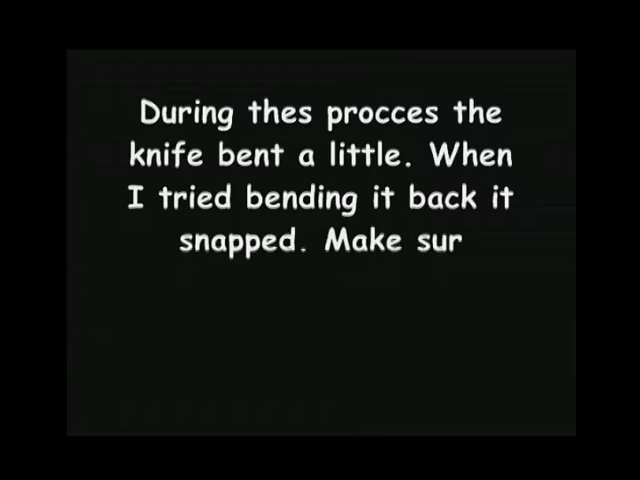 During thes procces the
knife bent a little. When
I tried bending it back it
snapped. Make sur